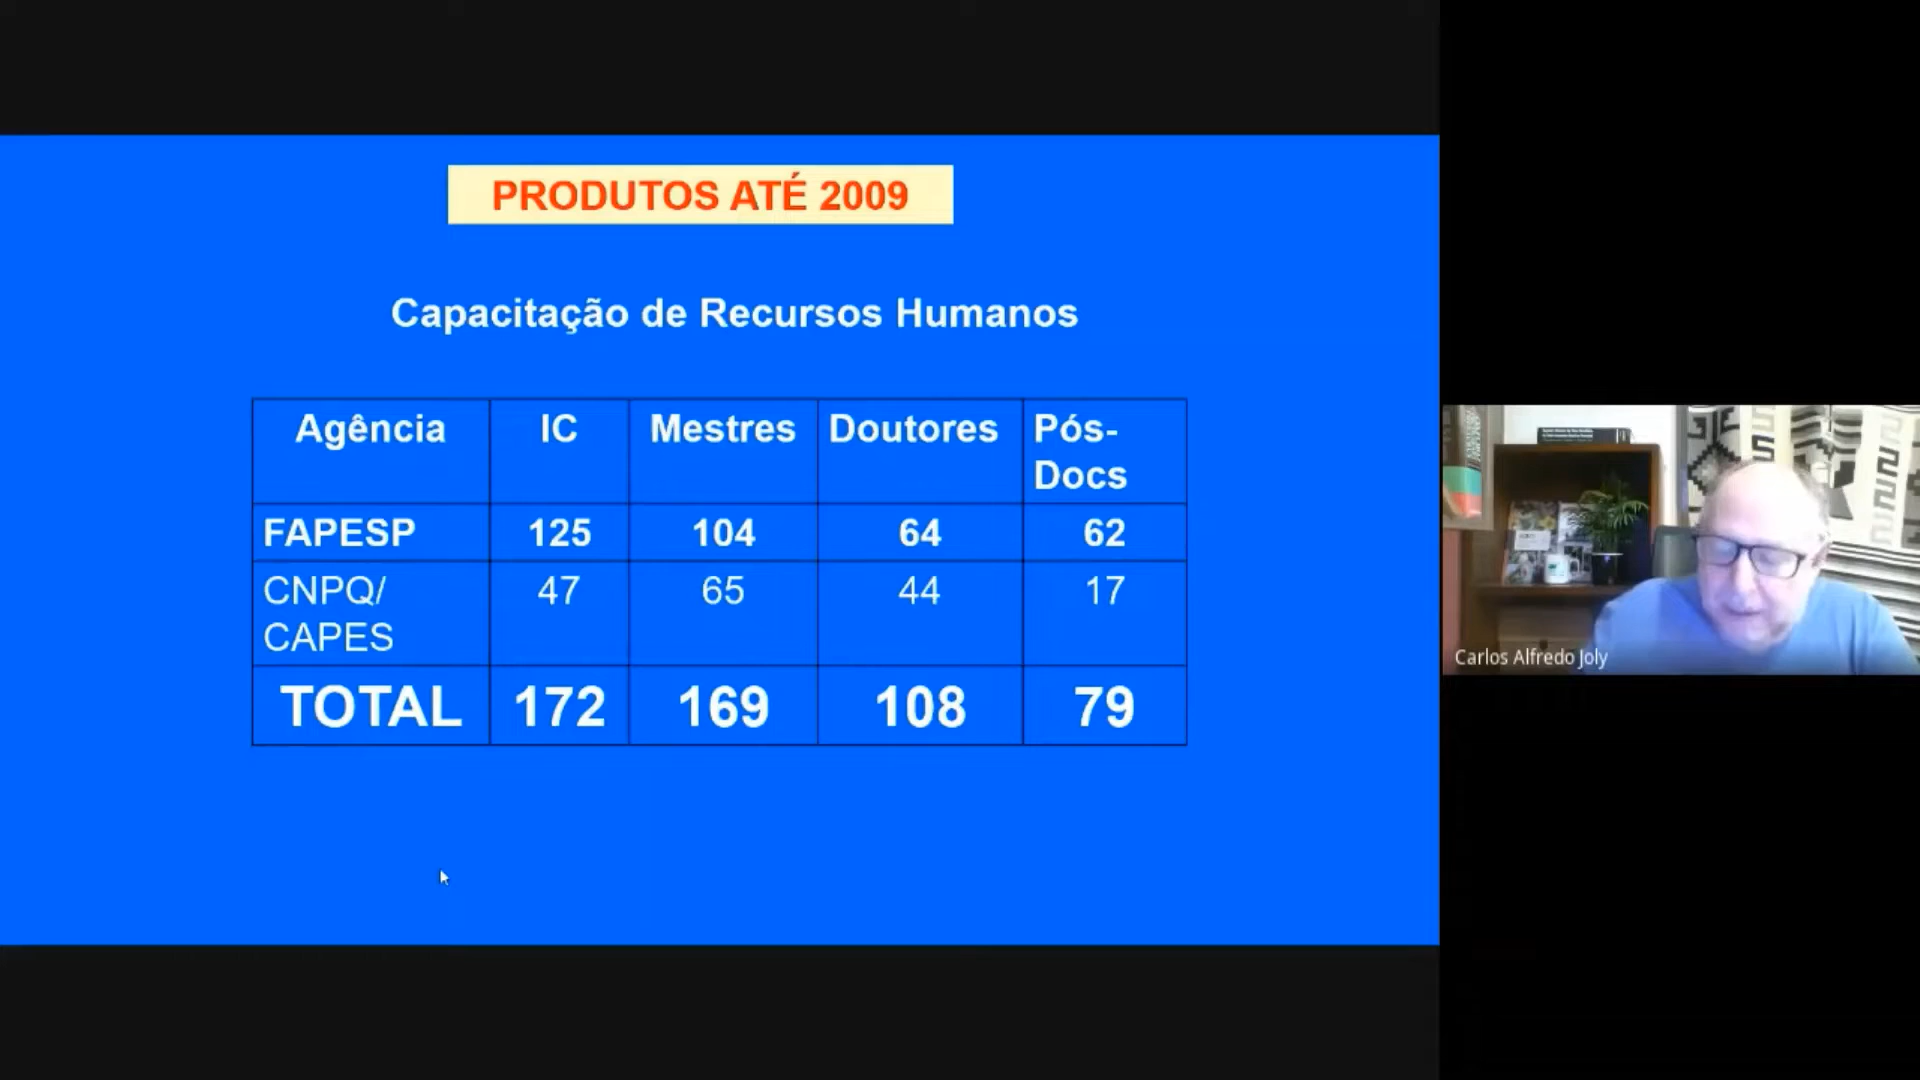 PRODUTOS ATÉ 2009
Capacitação de Recursos Humanos
Agência IC Mestres Doutores Pós-
Docs
FAPESP 125 104 64 62
CNPQ/ 47 65 44 17
CAPES
TOTAL 172 169 108 79
Carlos Alfredo Joly